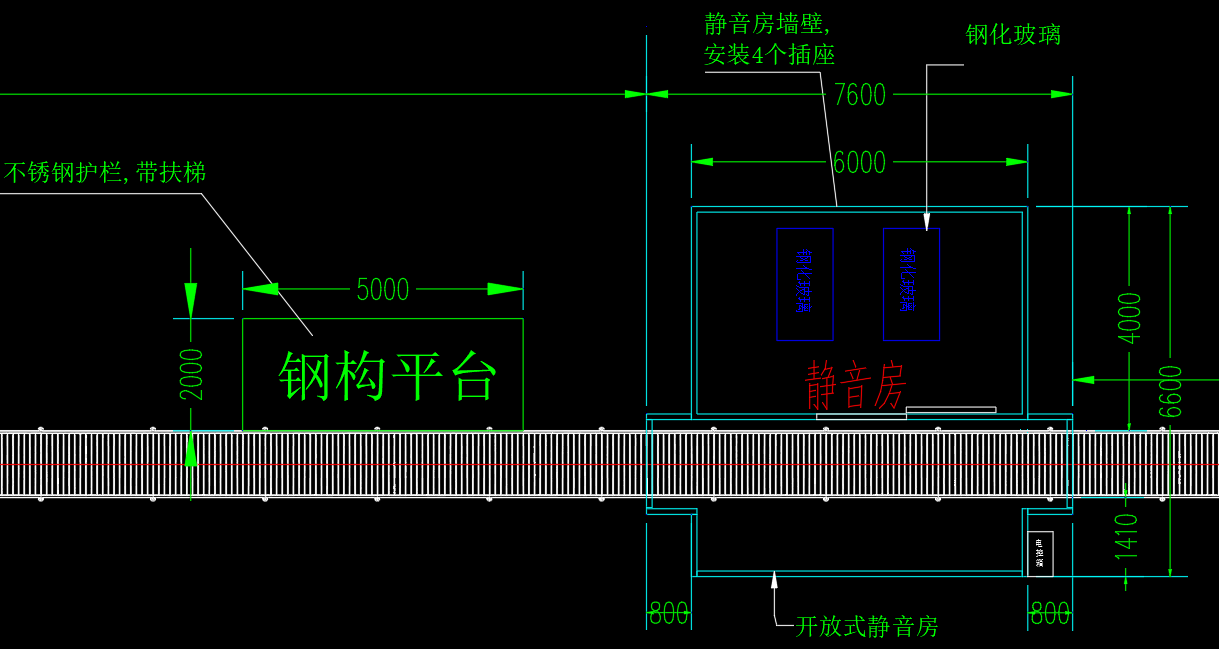 静音房墙壁,
安装4个插座
钢化玻璃
7600
6000
不锈钢护栏,带扶梯
5000
2000
钢构平台
钢化玻璃
钢化玻璃
静音房
4000
6600
1410
800
800
开放式静音房